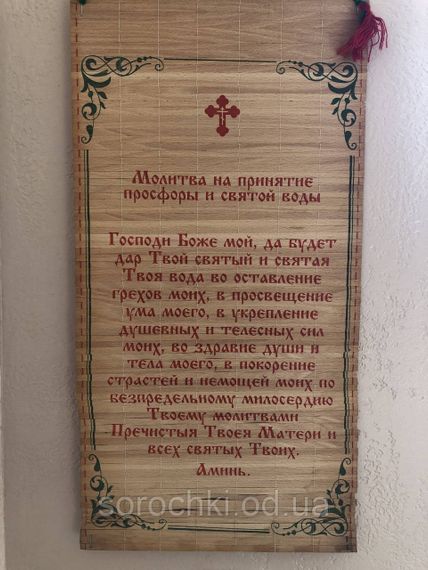 Молитва на принятие
просфоры и святой воды
Господи Боже мой, да будет
дар Твой святый и святая
Твоя вода во оставление
грехов моих, в просвещение
ума моего, в укрепление
душевных и телесных сил
моих, во здравие души и
тела моего, в покорение
страстей и немощей моих по
безпредельному милосердию
Твоему молитвами
Пречистыя Твоея Матери и
всех святых Твоих.
Аминь.
sorochki.od.ua